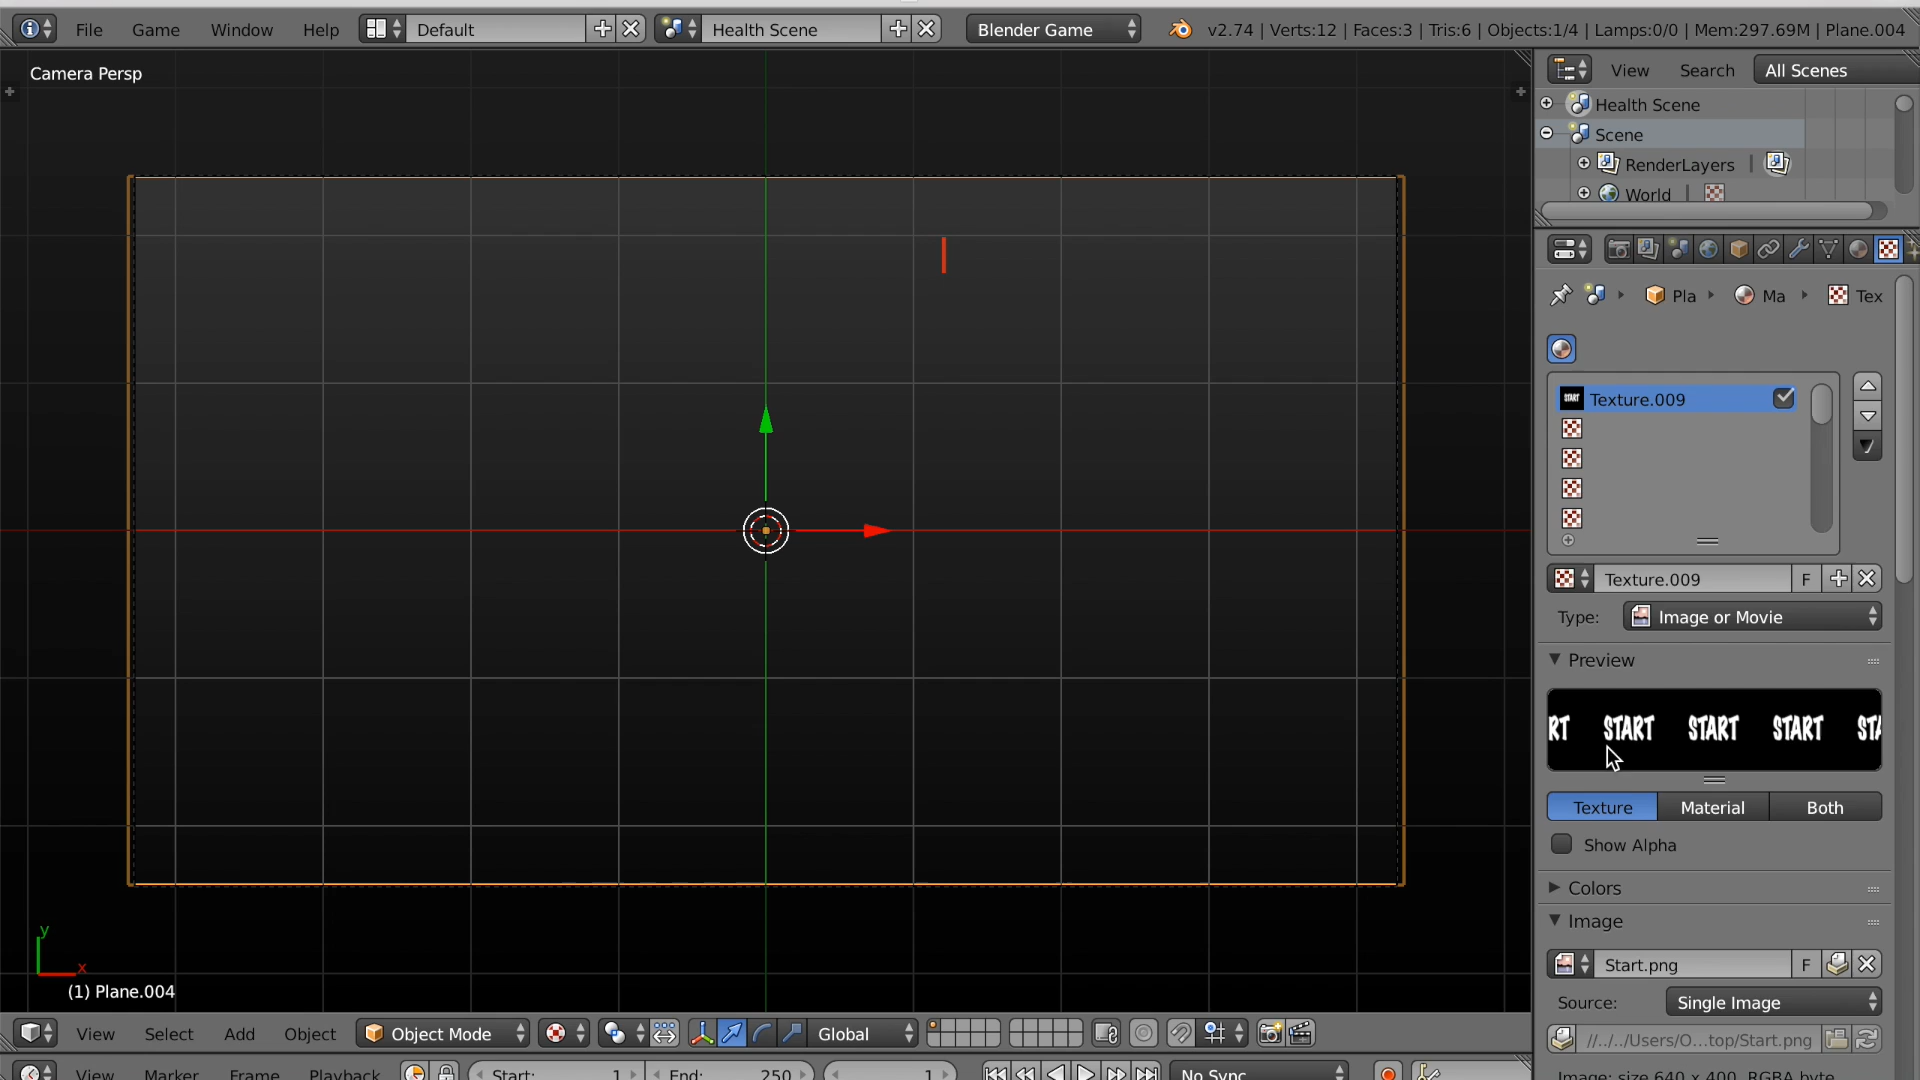 File Game Window Help Default Health Scene Blender Game v2.74 | Verts:12 | Faces:3 | Tris:6 | Objects:1/4 | Lamps:0/0 | Mem:297.69M | Plane.004
Camera Persp
View Search All Scenes
Health Scene
Scene
RenderLayers |
World |
Pla Ma Tex
START Texture.009
Texture.009 F
Type: Image or Movie
Preview
RT START START START STA
Texture Material Both
Show Alpha
Colors
Image
Start.png F
Source: Single Image
//../../Users/O...top/Start.png
Image: size 640 x 400, RGBA byte
y
x
(1) Plane.004
View Select Add Object Object Mode Global
View Marker Frame Playback Start: 1 End: 250 1 No Sync